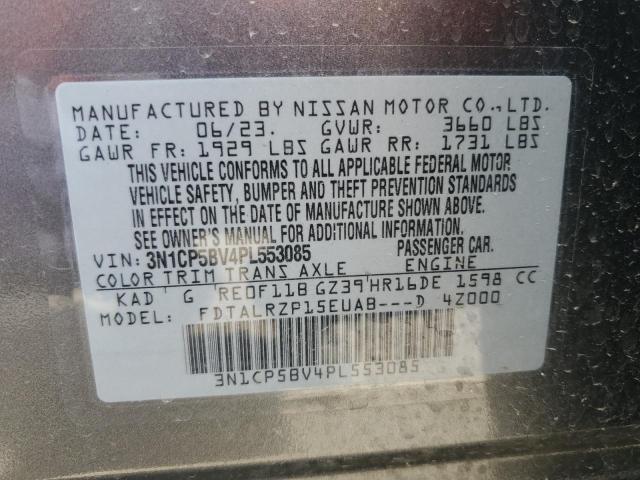 MANUFACTURED BY NISSAN MOTOR CO., LTD.
DATE: 06/23. GVWR: 3660 LBS
GAWR FR: 1929 LBS GAWR RR: 1731 LBS
THIS VEHICLE CONFORMS TO ALL APPLICABLE FEDERAL MOTOR
VEHICLE SAFETY, BUMPER AND THEFT PREVENTION STANDARDS
IN EFFECT ON THE DATE OF MANUFACTURE SHOWN ABOVE.
SEE OWNER'S MANUAL FOR ADDITIONAL INFORMATION.
VIN: 3N1CP5BV4PL553085 PASSENGER CAR.
COLOR TRIM TRANS AXLE ENGINE
KAD G RE0F11B GZ39 HR16DE 1598 CC
MODEL FDTALRZP15EUAB---D 4Z000
3N1CP5BV4PL553085